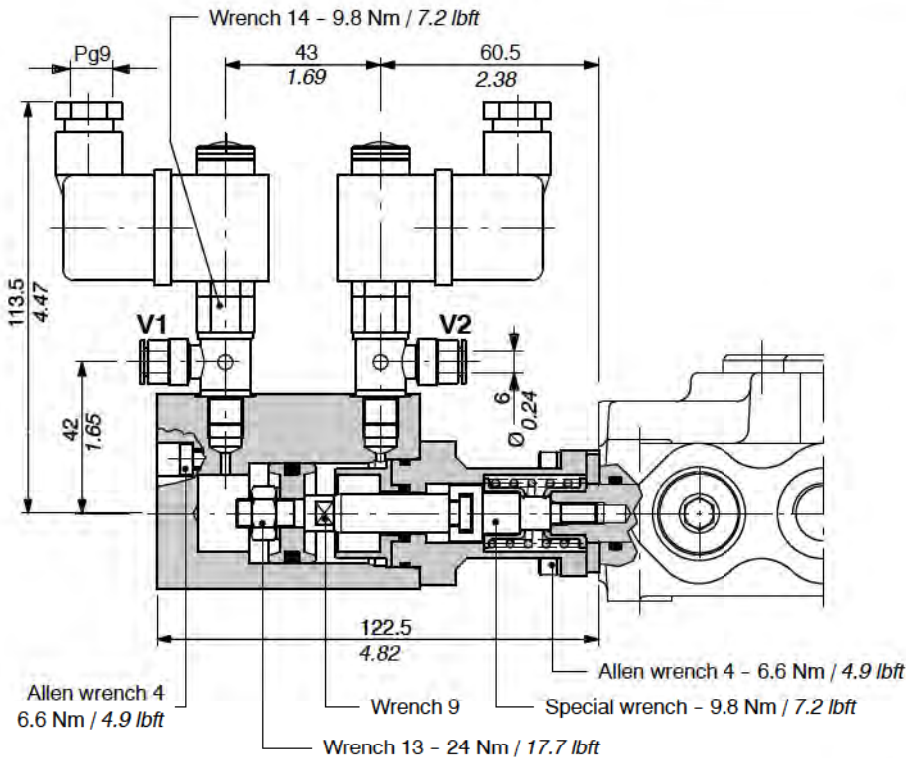 Wrench 14 - 9.8 Nm / 7.2 lbft
Pg9
43
1.69
60.5
2.38
113.5
4.47
V1
V2
42
1.65
Ø 6
0.24
122.5
4.82
Allen wrench 4 - 6.6 Nm / 4.9 lbft
Allen wrench 4
6.6 Nm / 4.9 lbft
Wrench 9
Special wrench - 9.8 Nm / 7.2 lbft
Wrench 13 - 24 Nm / 17.7 lbft